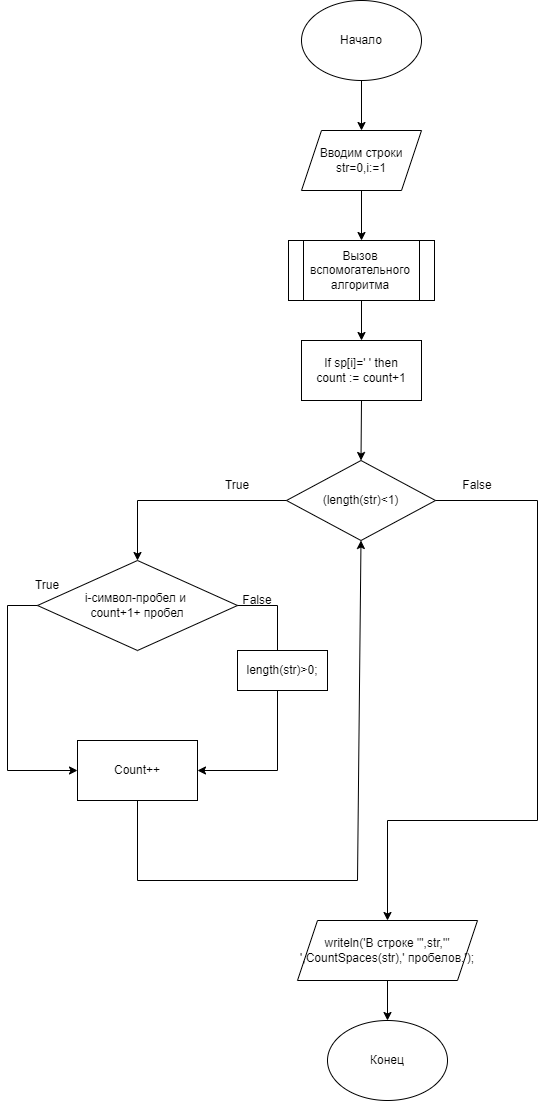 Начало
Вводим строки
str=0,i:=1
Вызов
вспомогательного
алгоритма
If sp[i]=' ' then
count := count+1
True
(length(str)<1)
False
True
i-символ-пробел и
count+1+ пробел
False
length(str)>0;
Count++
writeln('В строке "',str,'"
',CountSpaces(str),' пробелов.');
Конец